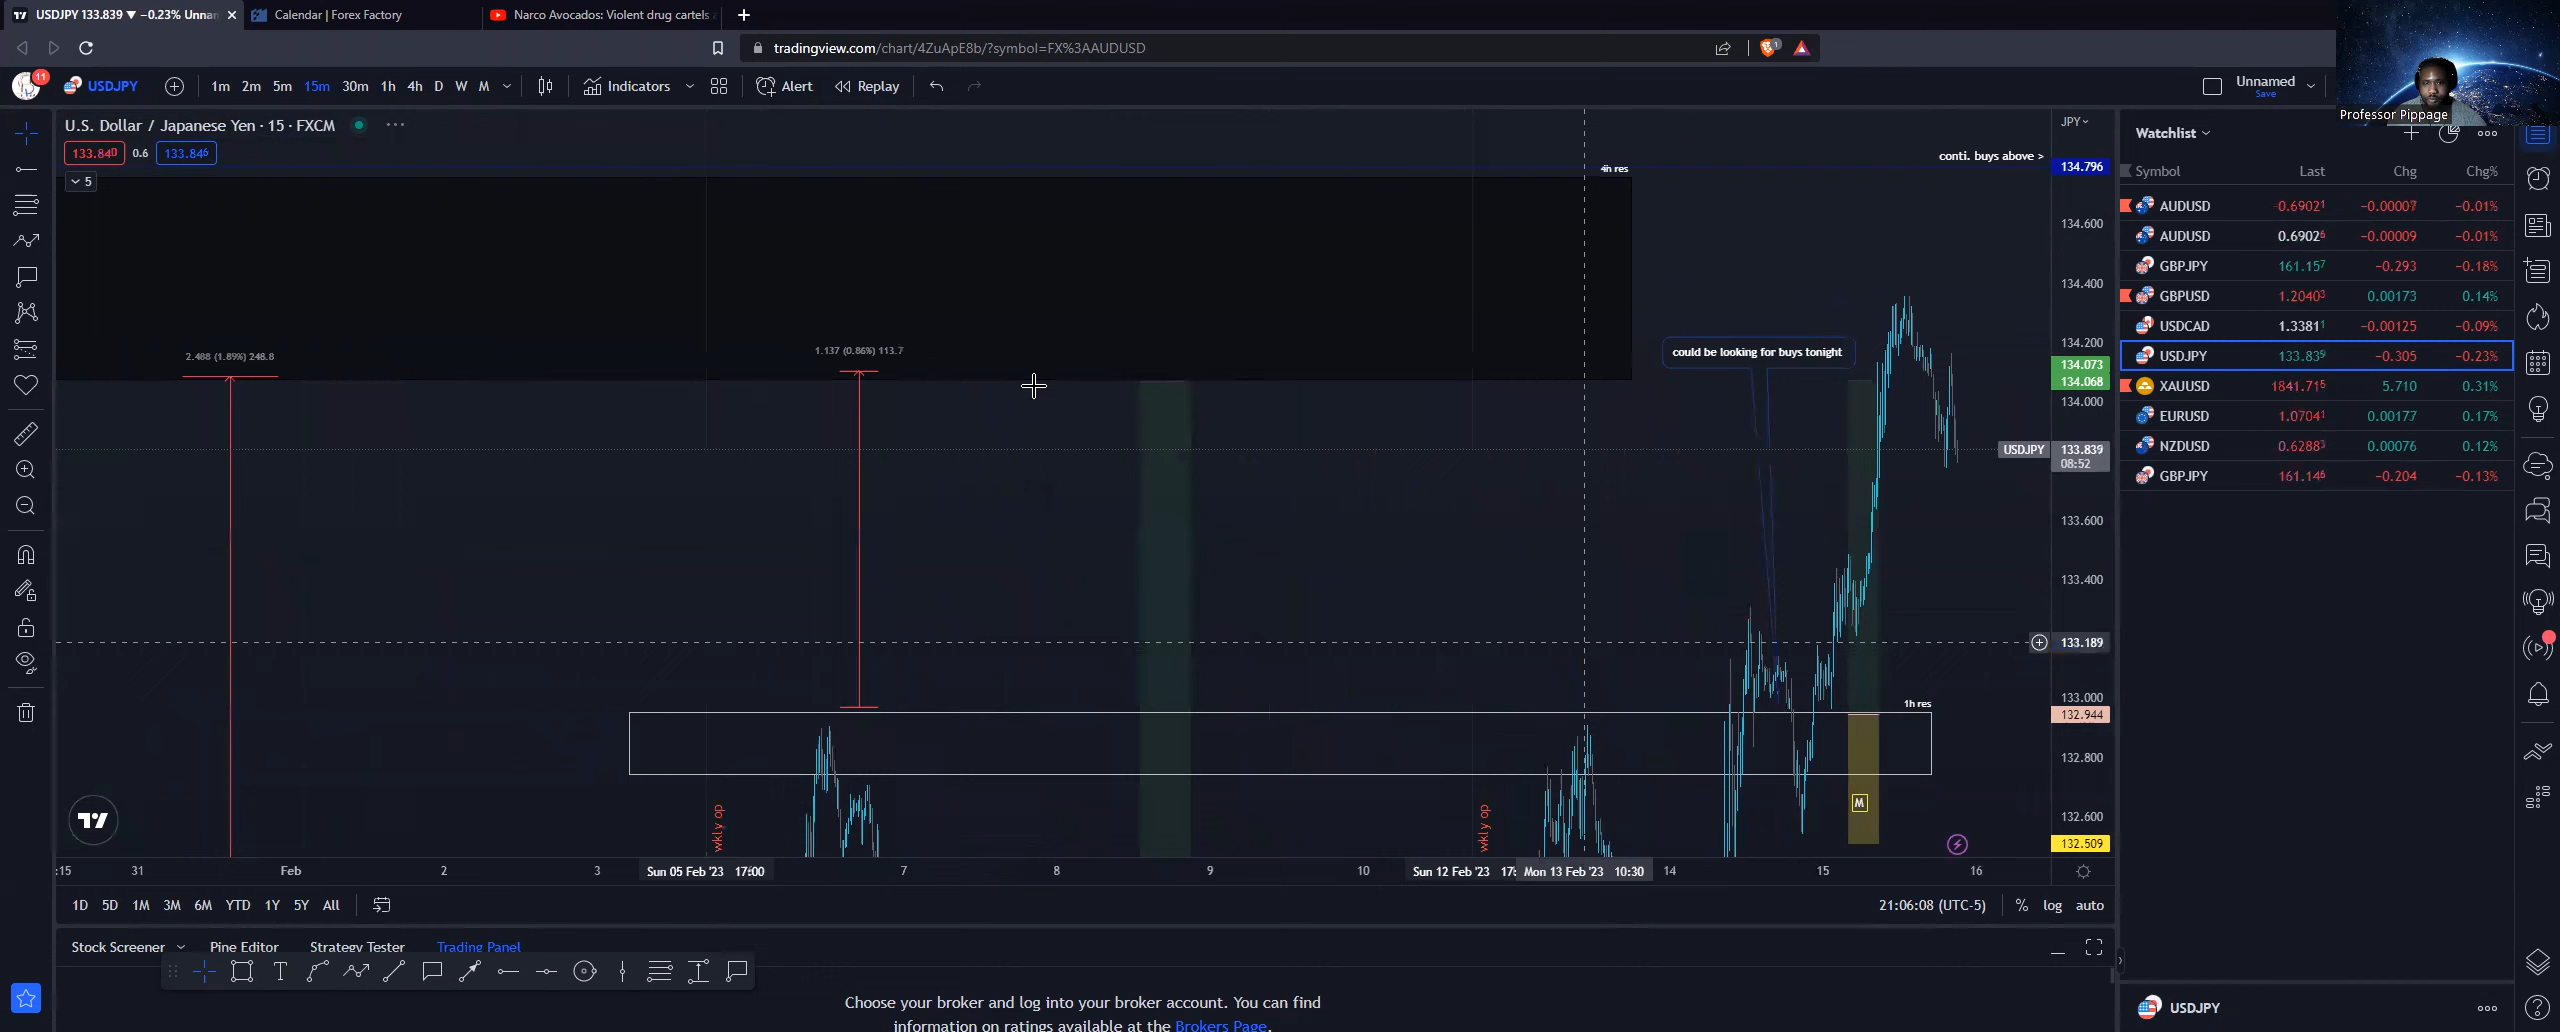 USDJPY 133.839 ▼ −0.23% Unnan
Calendar | Forex Factory
Narco Avocados: Violent drug cartels
tradingview.com/chart/4ZuApE8b/?symbol=FX%3AAUDUSD
11
USDJPY
1m 2m 5m 15m 30m 1h 4h D W M
Indicators
Alert
Replay
Unnamed
Save
Professor Pippage
U.S. Dollar / Japanese Yen · 15 · FXCM
133.840 0.6 133.846
5
JPY
conti. buys above >
134.796
4h res
134.600
134.400
134.200
134.073
134.068
134.000
USDJPY 133.839
08:52
133.600
133.400
133.189
133.000
132.944
132.800
132.600
132.509
2.488 (1.89%) 248.8
1.137 (0.86%) 113.7
could be looking for buys tonight
1h res
wkly op
wkly op
M
:15 31 Feb 2 3 Sun 05 Feb '23 17:00 7 8 9 10 Sun 12 Feb '23 17: Mon 13 Feb '23 10:30 14 15 16
1D 5D 1M 3M 6M YTD 1Y 5Y All
21:06:08 (UTC-5) % log auto
Stock Screener Pine Editor Strategy Tester Trading Panel
Choose your broker and log into your broker account. You can find
information on ratings available at the Brokers Page.
Watchlist
Symbol Last Chg Chg%
AUDUSD 0.69021 −0.00007 −0.01%
AUDUSD 0.69026 −0.00009 −0.01%
GBPJPY 161.157 −0.293 −0.18%
GBPUSD 1.20403 0.00173 0.14%
USDCAD 1.33811 −0.00125 −0.09%
USDJPY 133.839 −0.305 −0.23%
XAUUSD 1841.715 5.710 0.31%
EURUSD 1.07041 0.00177 0.17%
NZDUSD 0.62883 0.00076 0.12%
GBPJPY 161.146 −0.204 −0.13%
USDJPY